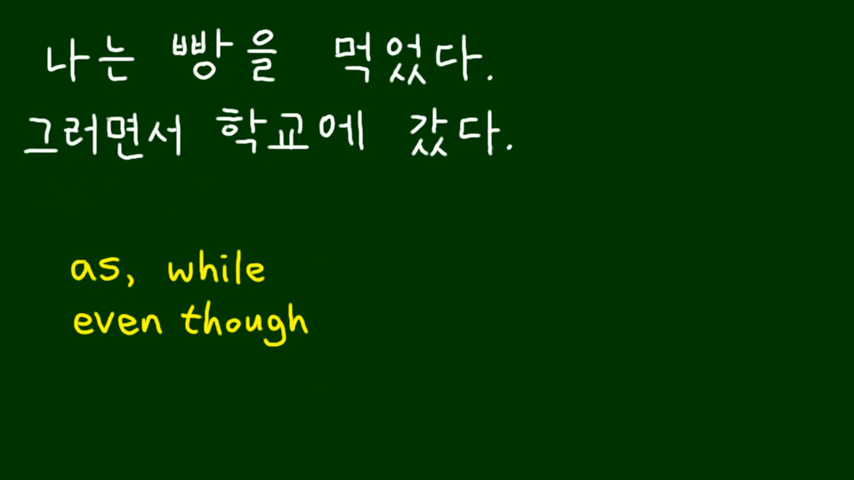 나는 빵을 먹었다.
그러면서 학교에 갔다.
as, while
even though